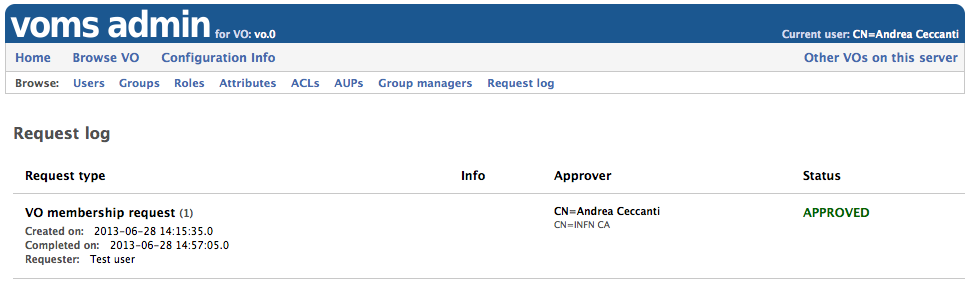 voms admin for VO: vo.0 Current user: CN=Andrea Ceccanti
Home Browse VO Configuration Info Other VOs on this server
Browse: Users Groups Roles Attributes ACLs AUPs Group managers Request log
Request log
Request type Info Approver Status
VO membership request (1) CN=Andrea Ceccanti APPROVED
CN=INFN CA
Created on: 2013-06-28 14:15:35.0
Completed on: 2013-06-28 14:57:05.0
Requester: Test user